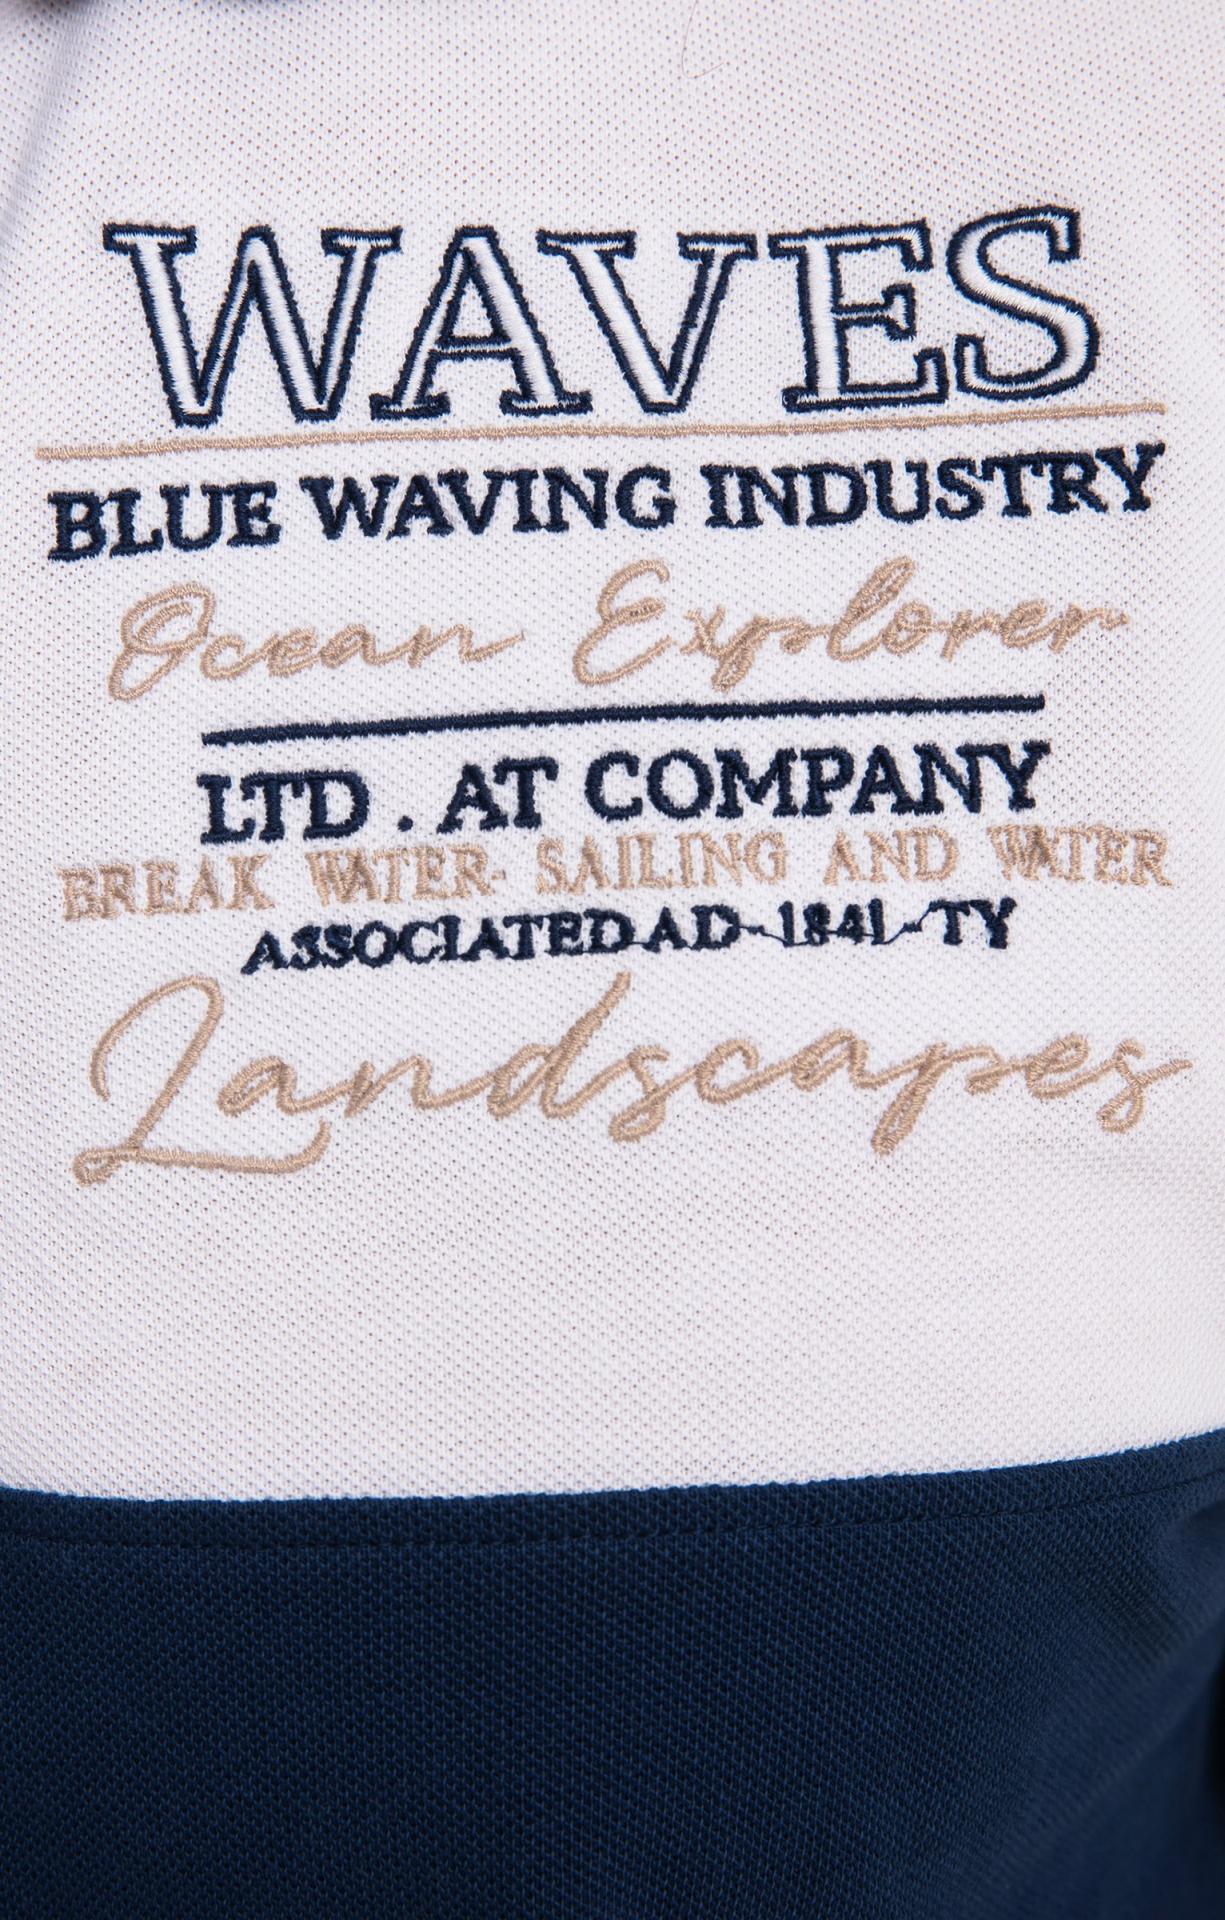 WAVES
BLUE WAVING INDUSTRY
Ocean Explorer
LTD. AT COMPANY
BREAK WATER- SAILING AND WATER
ASSOCIATED AD-1841-TY
Landscapes